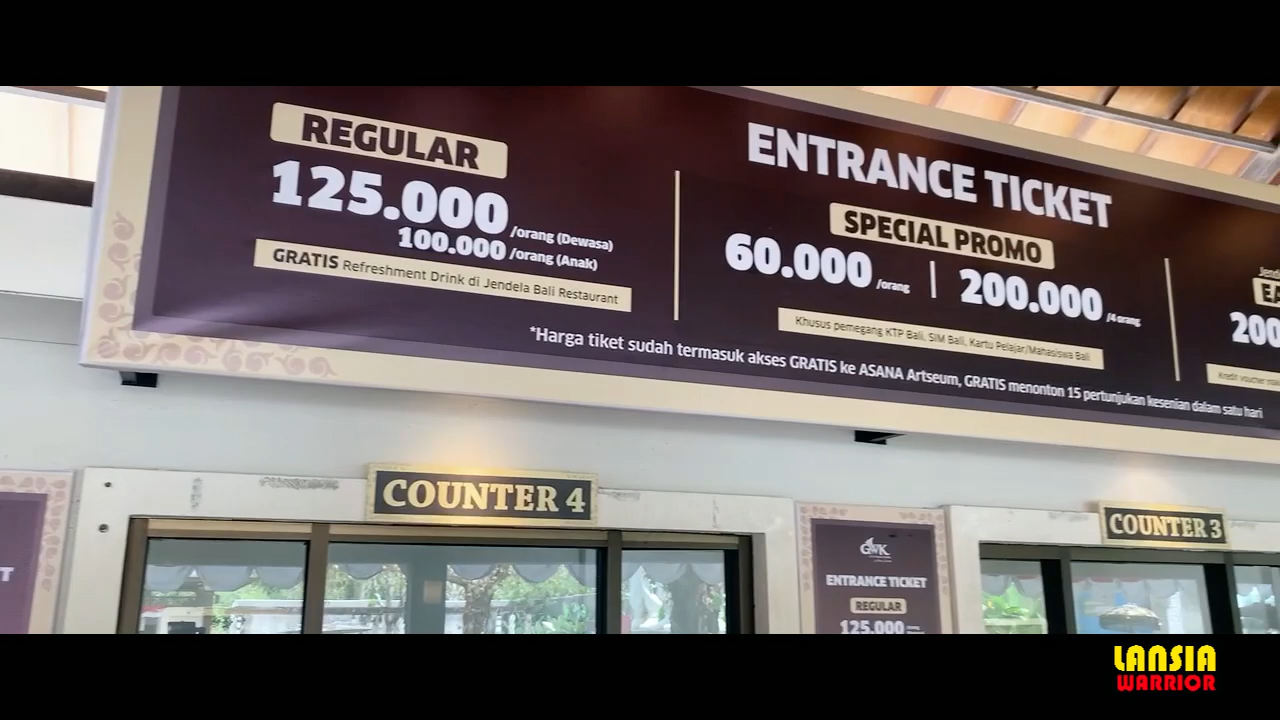 REGULAR
125.000 /orang (Dewasa)
100.000 /orang (Anak)
GRATIS Refreshment Drink di Jendela Bali Restaurant
ENTRANCE TICKET
SPECIAL PROMO
60.000 /orang
200.000 /4 orang
Khusus pemegang KTP Bali, SIM Bali, Kartu Pelajar/Mahasiswa Bali
200
Kredit voucher
*Harga tiket sudah termasuk akses GRATIS ke ASANA Artseum, GRATIS menonton 15 pertunjukan kesenian dalam satu hari
COUNTER 4
COUNTER 3
GWK
ENTRANCE TICKET
REGULAR
125.000
T
LANSIA
WARRIOR